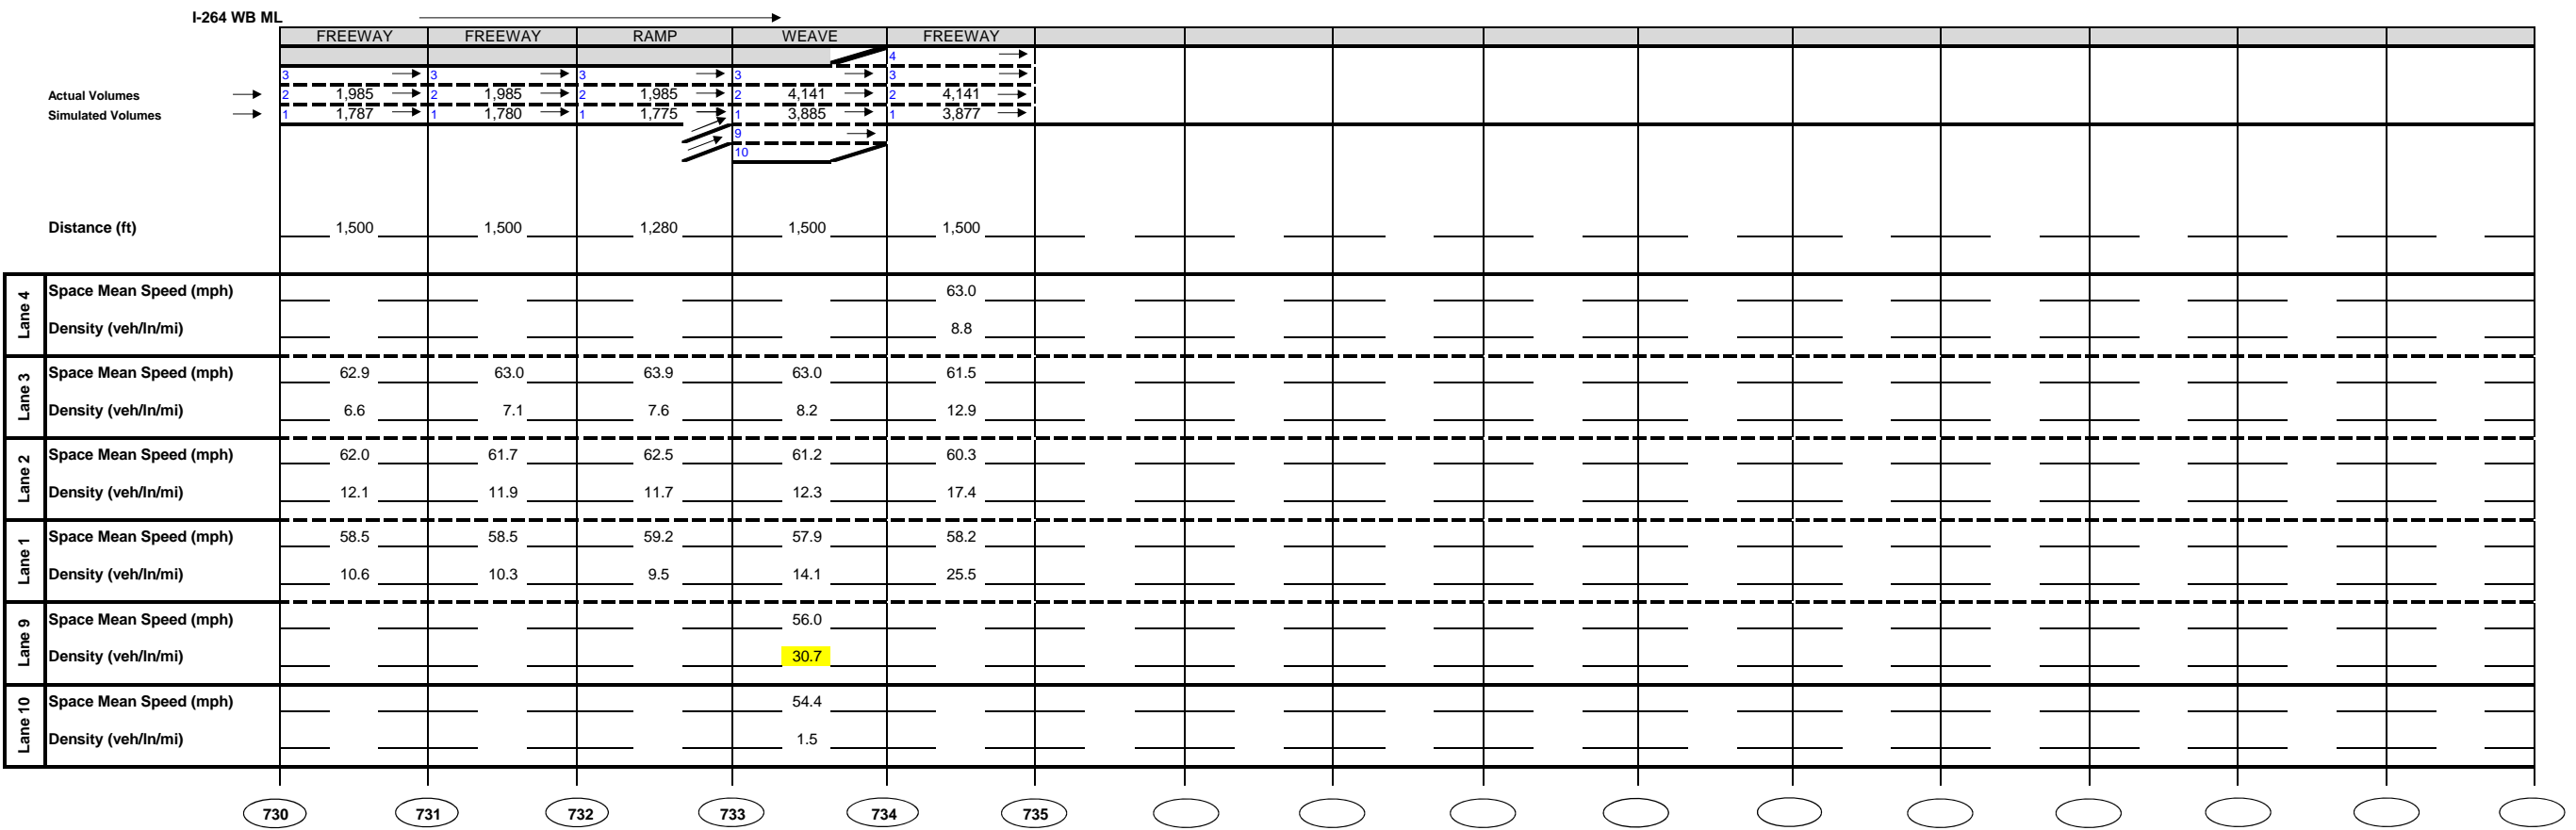 I-264 WB ML
FREEWAY FREEWAY RAMP WEAVE FREEWAY
4
3 3 3 3 3
Actual Volumes 2 1,985 2 1,985 2 1,985 2 4,141 2 4,141
Simulated Volumes 1 1,787 1 1,780 1 1,775 1 3,885 1 3,877
9
10
Distance (ft) 1,500 1,500 1,280 1,500 1,500
Lane 4
Space Mean Speed (mph) 63.0
Density (veh/ln/mi) 8.8
Lane 3
Space Mean Speed (mph) 62.9 63.0 63.9 63.0 61.5
Density (veh/ln/mi) 6.6 7.1 7.6 8.2 12.9
Lane 2
Space Mean Speed (mph) 62.0 61.7 62.5 61.2 60.3
Density (veh/ln/mi) 12.1 11.9 11.7 12.3 17.4
Lane 1
Space Mean Speed (mph) 58.5 58.5 59.2 57.9 58.2
Density (veh/ln/mi) 10.6 10.3 9.5 14.1 25.5
Lane 9
Space Mean Speed (mph) 56.0
Density (veh/ln/mi) 30.7
Lane 10
Space Mean Speed (mph) 54.4
Density (veh/ln/mi) 1.5
730 731 732 733 734 735